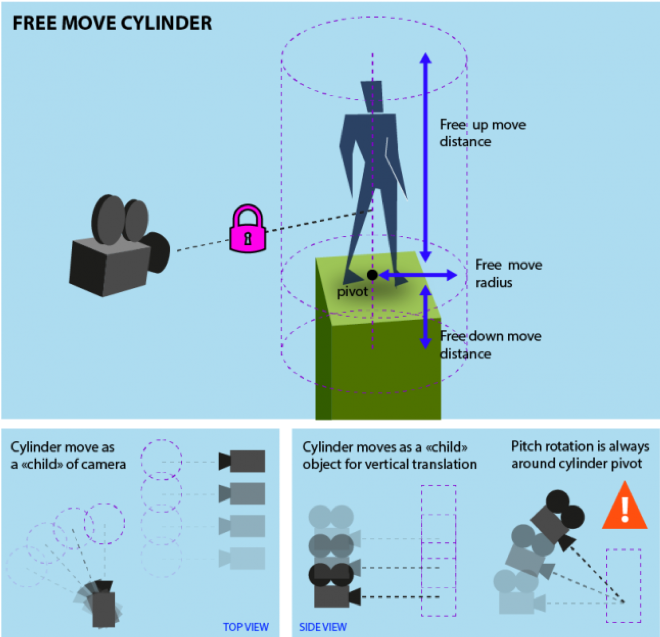 FREE MOVE CYLINDER
Free up move
distance
Free move
radius
pivot
Free down move
distance
Cylinder move as
a «child» of camera
TOP VIEW
Cylinder moves as a «child»
object for vertical translation
Pitch rotation is always
around cylinder pivot
!
SIDE VIEW